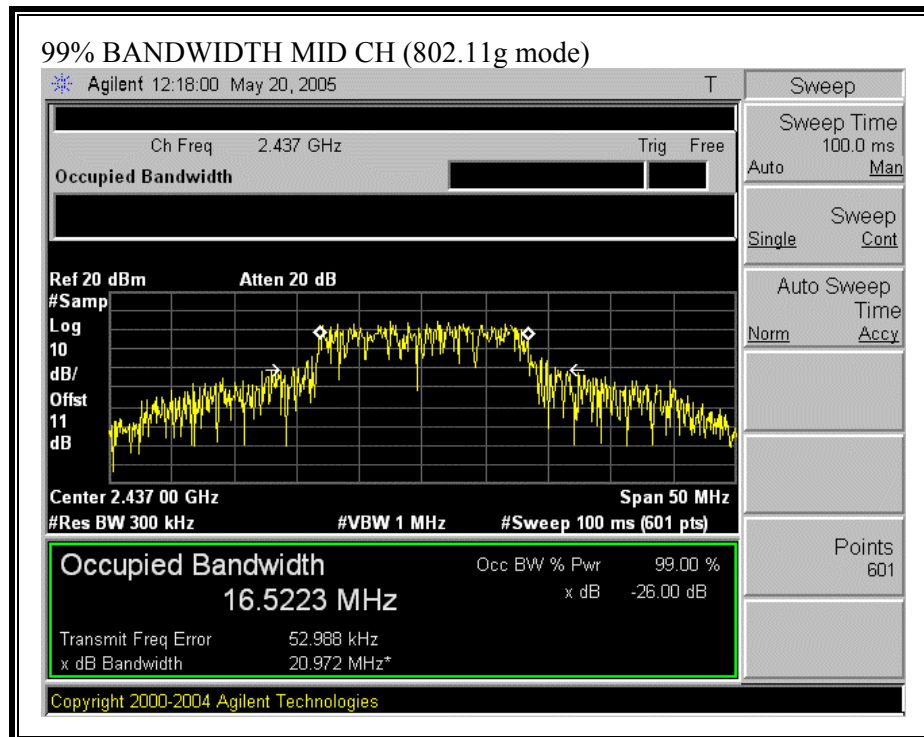 99% BANDWIDTH MID CH (802.11g mode)
Agilent 12:18:00 May 20, 2005 T
Sweep
Ch Freq 2.437 GHz Trig Free
Occupied Bandwidth
Sweep Time
100.0 ms
Auto Man
Sweep
Single Cont
Auto Sweep
Time
Norm Accy
Points
601
Ref 20 dBm Atten 20 dB
#Samp
Log
10
dB/
Offst
11
dB
Center 2.437 00 GHz Span 50 MHz
#Res BW 300 kHz #VBW 1 MHz #Sweep 100 ms (601 pts)
Occupied Bandwidth Occ BW % Pwr 99.00 %
16.5223 MHz x dB -26.00 dB
Transmit Freq Error 52.988 kHz
x dB Bandwidth 20.972 MHz*
Copyright 2000-2004 Agilent Technologies